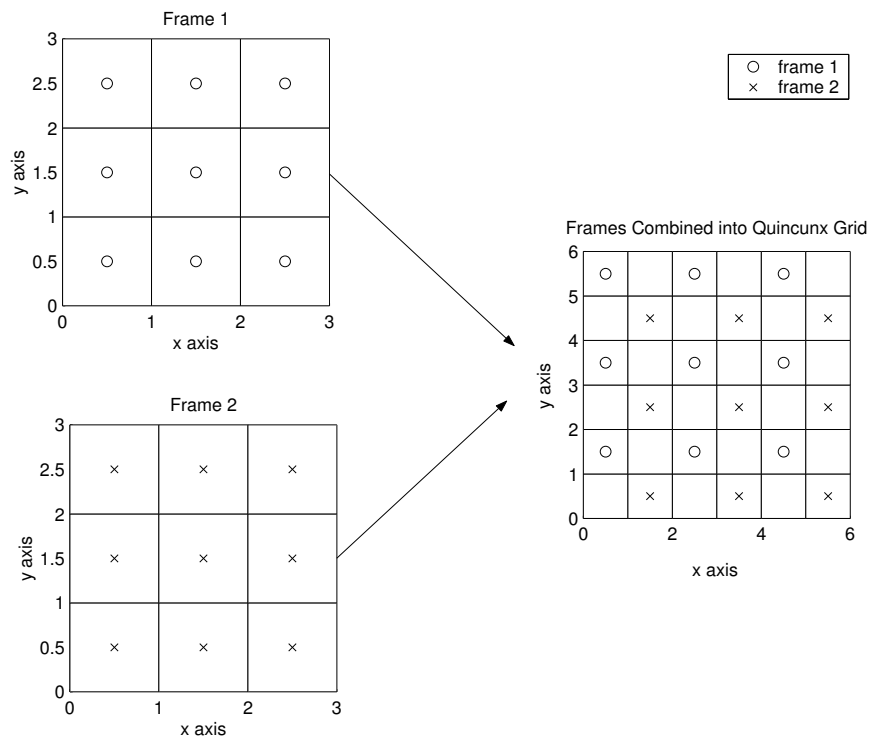 Frame 1
3
2.5
2
1.5
1
0.5
0
y axis
0 1 2 3
x axis
frame 1
frame 2
Frames Combined into Quincunx Grid
6
5
4
3
2
1
0
y axis
0 2 4 6
x axis
Frame 2
3
2.5
2
1.5
1
0.5
0
y axis
0 1 2 3
x axis